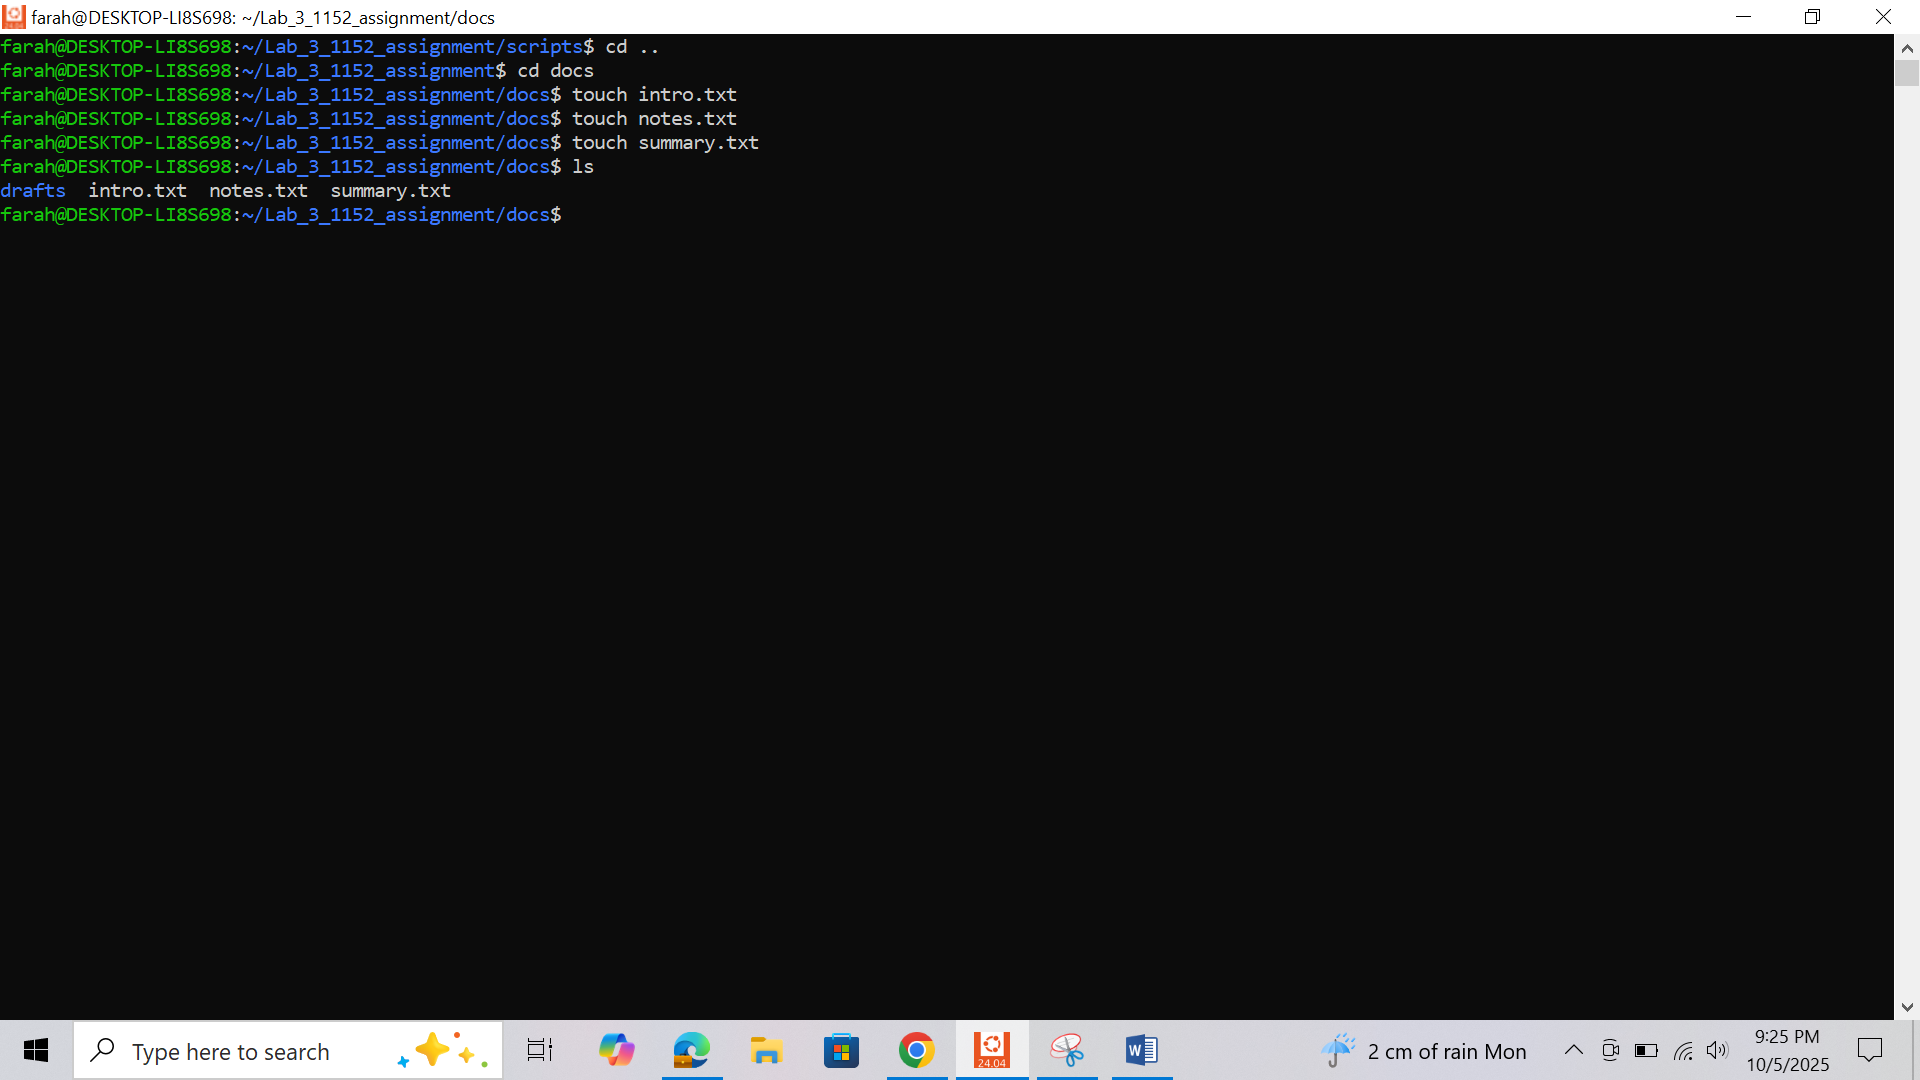 farah@DESKTOP-LI8S698: ~/Lab_3_1152_assignment/docs
farah@DESKTOP-LI8S698:~/Lab_3_1152_assignment/scripts$ cd ..
farah@DESKTOP-LI8S698:~/Lab_3_1152_assignment$ cd docs
farah@DESKTOP-LI8S698:~/Lab_3_1152_assignment/docs$ touch intro.txt
farah@DESKTOP-LI8S698:~/Lab_3_1152_assignment/docs$ touch notes.txt
farah@DESKTOP-LI8S698:~/Lab_3_1152_assignment/docs$ touch summary.txt
farah@DESKTOP-LI8S698:~/Lab_3_1152_assignment/docs$ ls
drafts  intro.txt  notes.txt  summary.txt
farah@DESKTOP-LI8S698:~/Lab_3_1152_assignment/docs$
Type here to search
24.04
W
2 cm of rain Mon
9:25 PM
10/5/2025